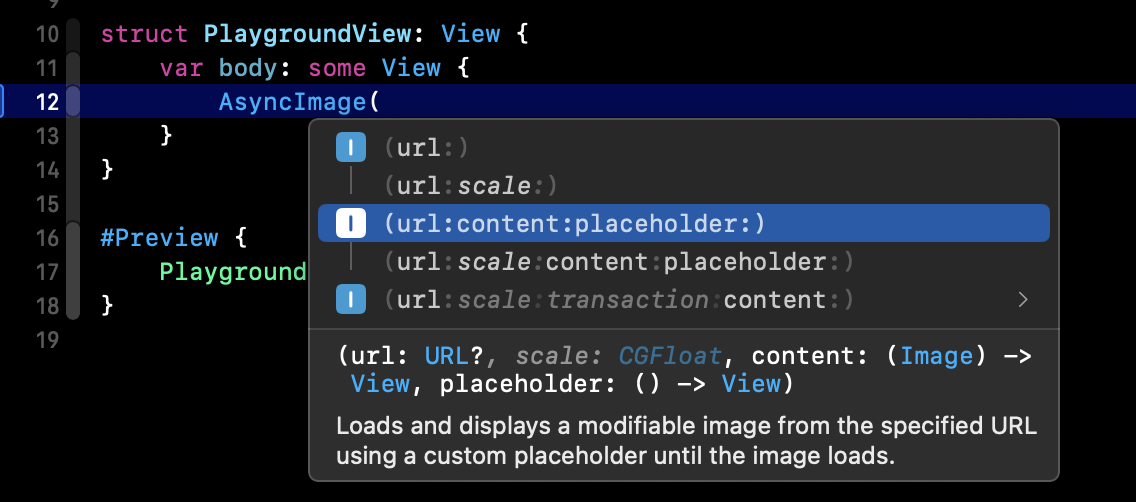 9
10 struct PlaygroundView: View {
11 var body: some View {
12 AsyncImage(
13 }
14 }
15
16 #Preview {
17 Playground
18 }
19
I (url:)
(url:scale:)
I (url:content:placeholder:)
(url:scale:content:placeholder:)
I (url:scale:transaction:content:)
(url: URL?, scale: CGFloat, content: (Image) ->
View, placeholder: () -> View)
Loads and displays a modifiable image from the specified URL
using a custom placeholder until the image loads.